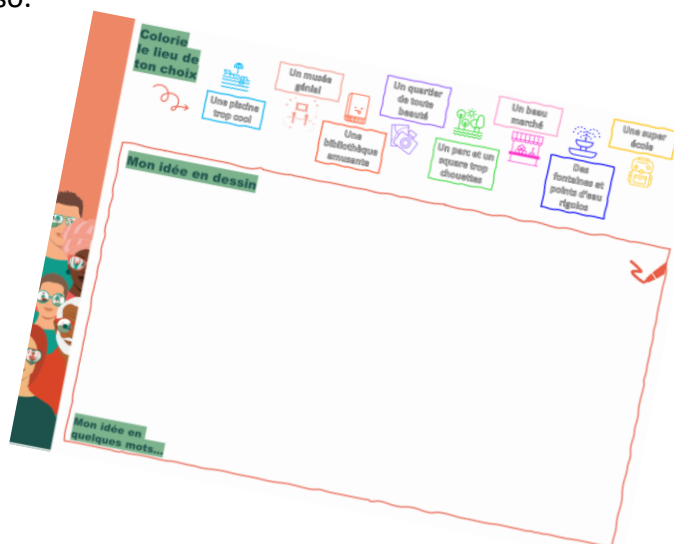 so.
Colorie
le lieu de
ton choix
Une piscine
trop cool
Un musée
génial
Une
bibliothèque
amusante
Un quartier
de toute
beauté
Un parc et un
square trop
chouettes
Un beau
marché
Des
fontaines et
points d'eau
rigolos
Une super
école
Mon idée en dessin
Mon idée en
quelques mots...